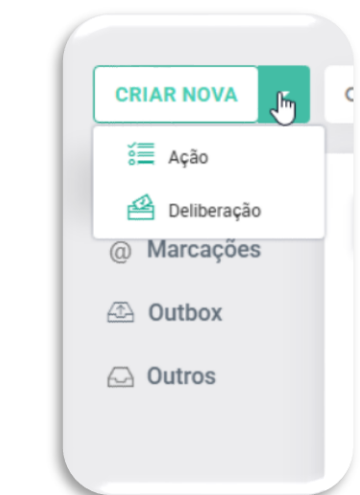 CRIAR NOVA
Ação
Deliberação
@ Marcações
Outbox
Outros